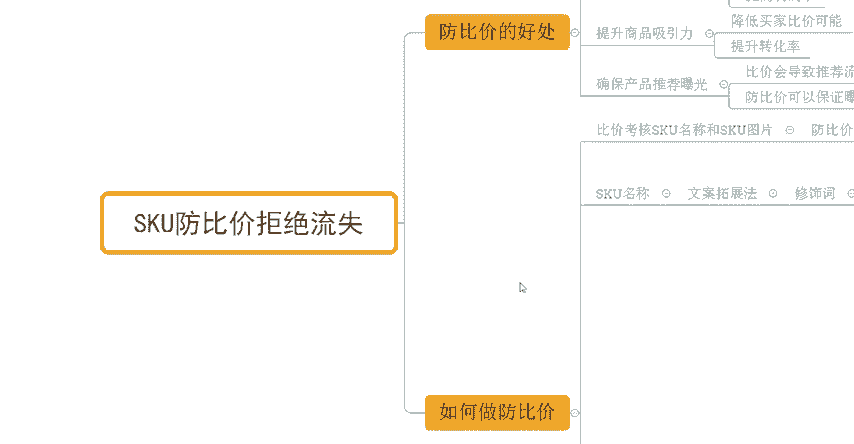 防比价的好处
提升商品吸引力
降低买家比价可能
提升转化率
确保产品推荐曝光
比价会导致推荐流
防比价可以保证曝
比价考核SKU名称和SKU图片
防比价
SKU名称
文案拓展法
修饰词
SKU防比价拒绝流失
如何做防比价